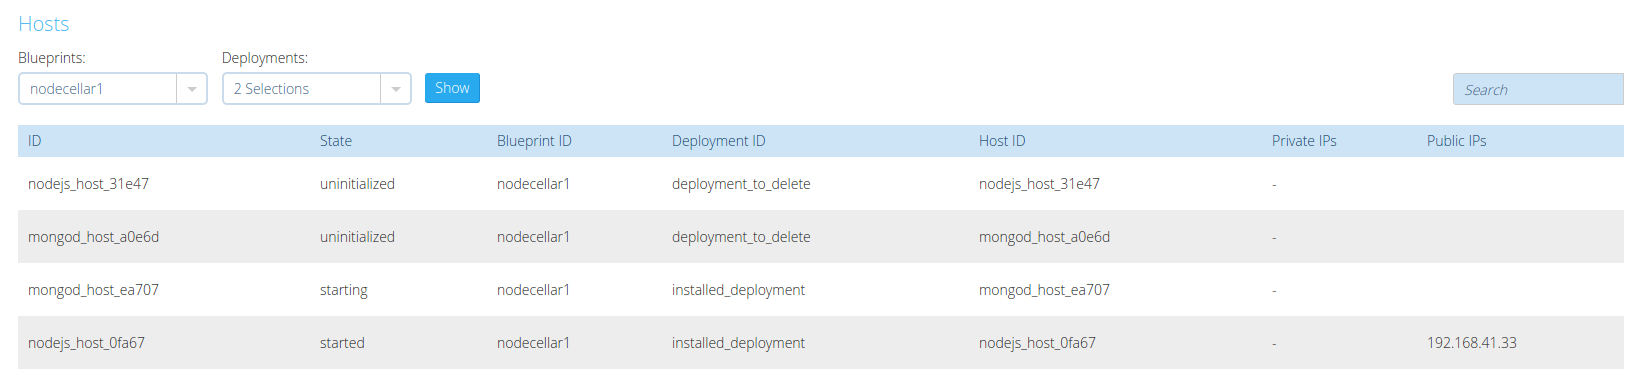 Hosts
Blueprints: Deployments:
nodecellar1 2 Selections Show Search
ID State Blueprint ID Deployment ID Host ID Private IPs Public IPs
nodejs_host_31e47 uninitialized nodecellar1 deployment_to_delete nodejs_host_31e47 -
mongod_host_a0e6d uninitialized nodecellar1 deployment_to_delete mongod_host_a0e6d -
mongod_host_ea707 starting nodecellar1 installed_deployment mongod_host_ea707 -
nodejs_host_0fa67 started nodecellar1 installed_deployment nodejs_host_0fa67 - 192.168.41.33